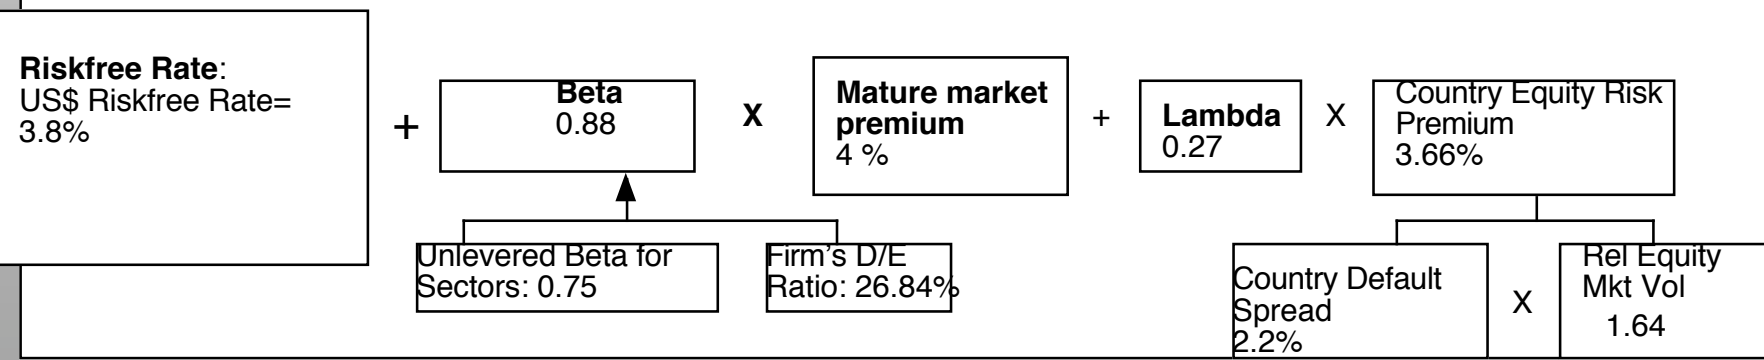 Riskfree Rate:
US$ Riskfree Rate=
3.8%
+
Beta
0.88
X
Mature market
premium
4 %
+
Lambda
0.27
X
Country Equity Risk
Premium
3.66%
Unlevered Beta for
Sectors: 0.75
Firm’s D/E
Ratio: 26.84%
Country Default
Spread
2.2%
X
Rel Equity
Mkt Vol
1.64